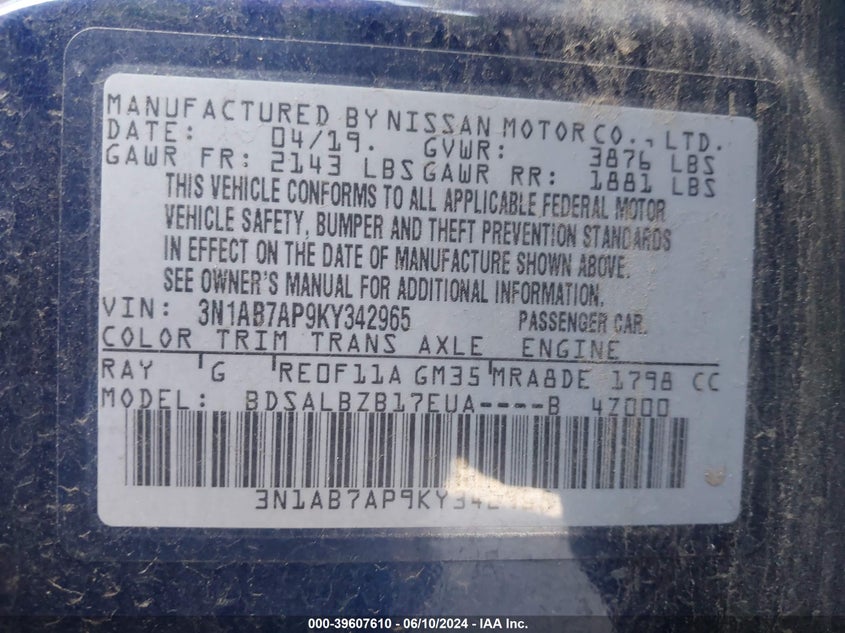 MANUFACTURED BY NISSAN MOTOR CO., LTD.
DATE: 04/19. GVWR: 3876 LBS
GAWR FR: 2143 LBS GAWR RR: 1881 LBS
THIS VEHICLE CONFORMS TO ALL APPLICABLE FEDERAL MOTOR
VEHICLE SAFETY, BUMPER AND THEFT PREVENTION STANDARDS
IN EFFECT ON THE DATE OF MANUFACTURE SHOWN ABOVE.
SEE OWNER'S MANUAL FOR ADDITIONAL INFORMATION.
VIN: 3N1AB7AP9KY342965 PASSENGER CAR.
COLOR TRIM TRANS AXLE ENGINE
RAY G RE0F11A GM35 MRA8DE 1798 CC
MODEL: BDSALBZB17EUA----B 47000
000-39607610 - 06/10/2024 - IAA Inc.